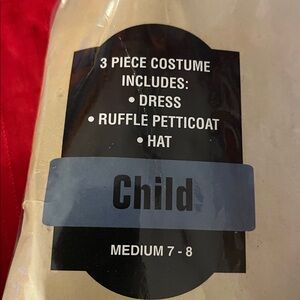 3 PIECE COSTUME
INCLUDES:
• DRESS
• RUFFLE PETTICOAT
• HAT
Child
MEDIUM 7 - 8